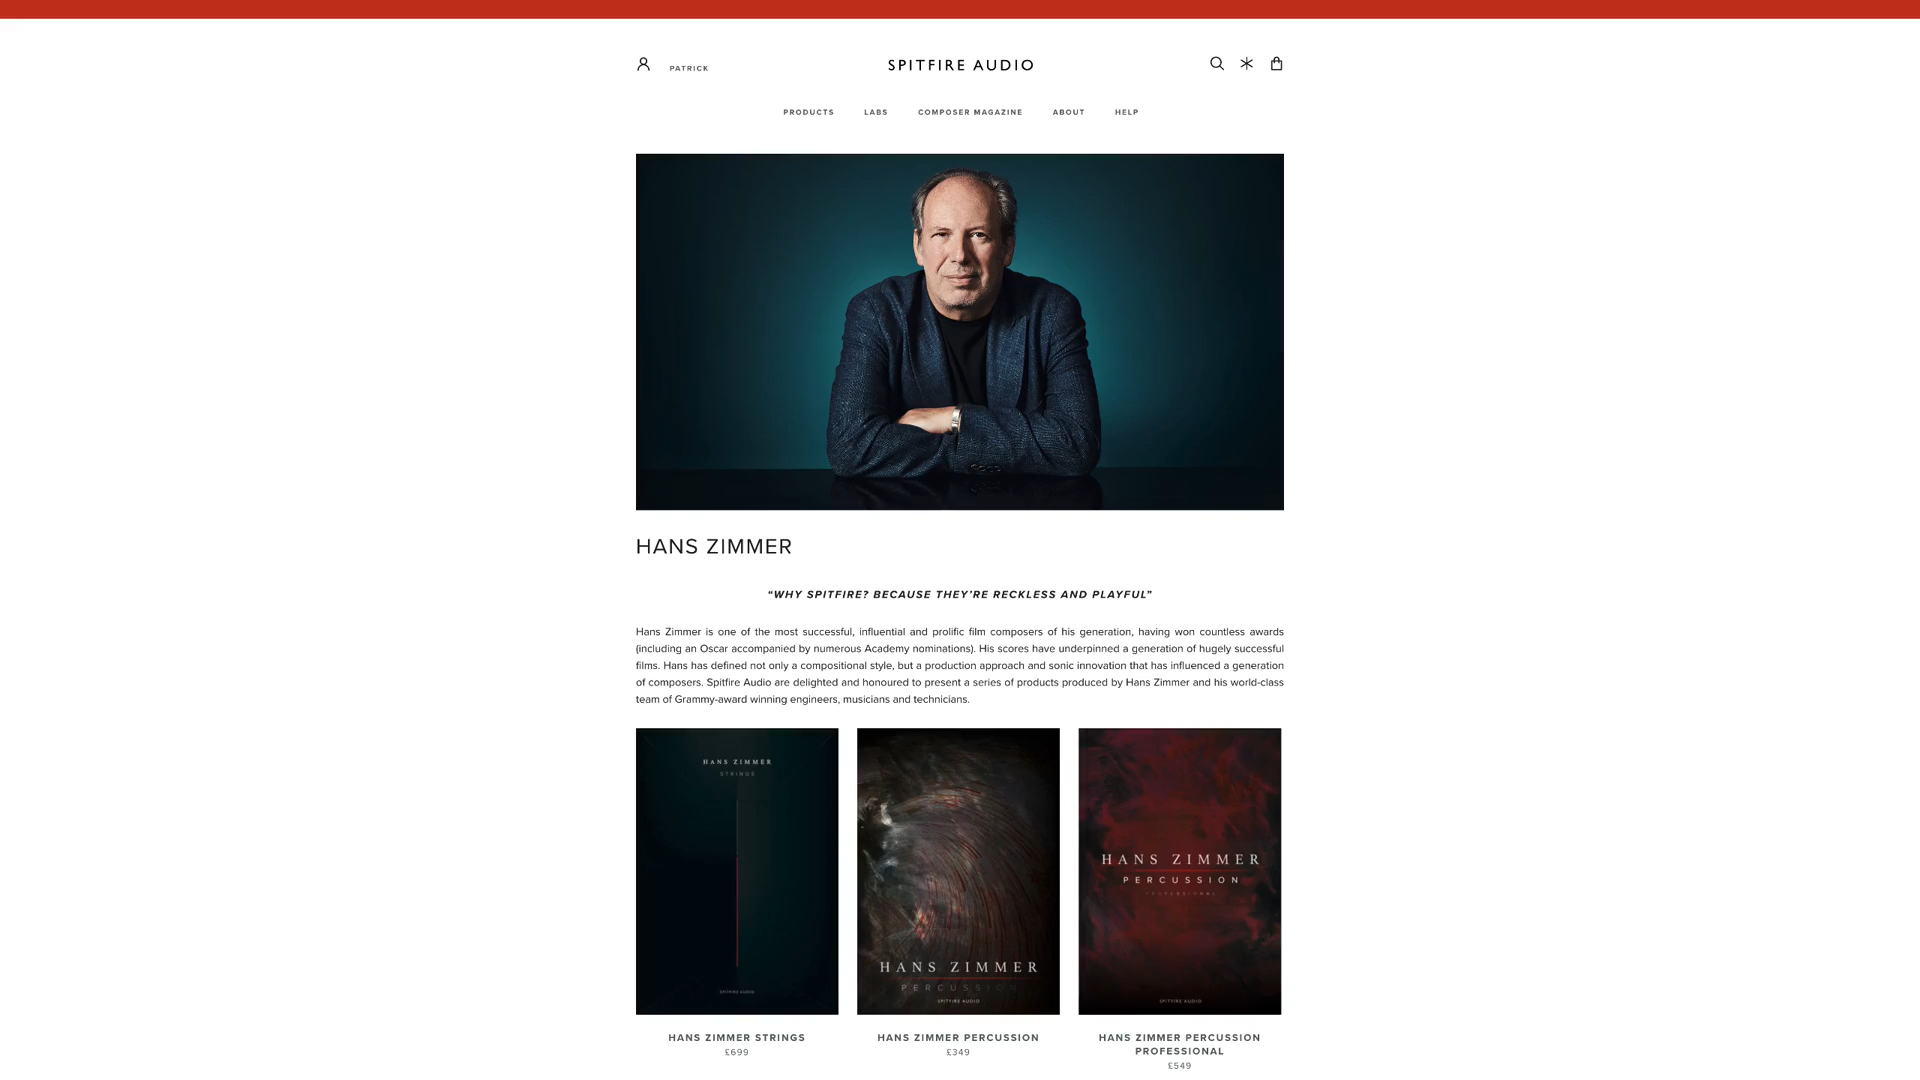 PATRICK
SPITFIRE AUDIO
PRODUCTS LABS COMPOSER MAGAZINE ABOUT HELP
HANS ZIMMER
“WHY SPITFIRE? BECAUSE THEY’RE RECKLESS AND PLAYFUL”
Hans Zimmer is one of the most successful, influential and prolific film composers of his generation, having won countless awards
(including an Oscar accompanied by numerous Academy nominations). His scores have underpinned a generation of hugely successful
films. Hans has defined not only a compositional style, but a production approach and sonic innovation that has influenced a generation
of composers. Spitfire Audio are delighted and honoured to present a series of products produced by Hans Zimmer and his world-class
team of Grammy-award winning engineers, musicians and technicians.
HANS ZIMMER
STRINGS
SPITFIRE AUDIO
HANS ZIMMER
PERCUSSION
SPITFIRE AUDIO
HANS ZIMMER
PERCUSSION
PROFESSIONAL
SPITFIRE AUDIO
HANS ZIMMER STRINGS
£699
HANS ZIMMER PERCUSSION
£349
HANS ZIMMER PERCUSSION
PROFESSIONAL
£549